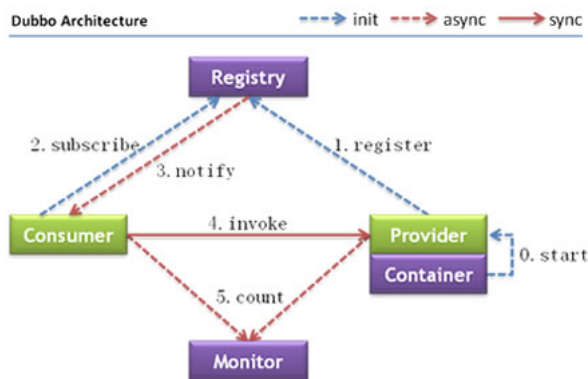 Dubbo Architecture
init
async
sync
Registry
2. subscribe
1. register
3. notify
Consumer
4. invoke
Provider
Container
0. start
5. count
Monitor